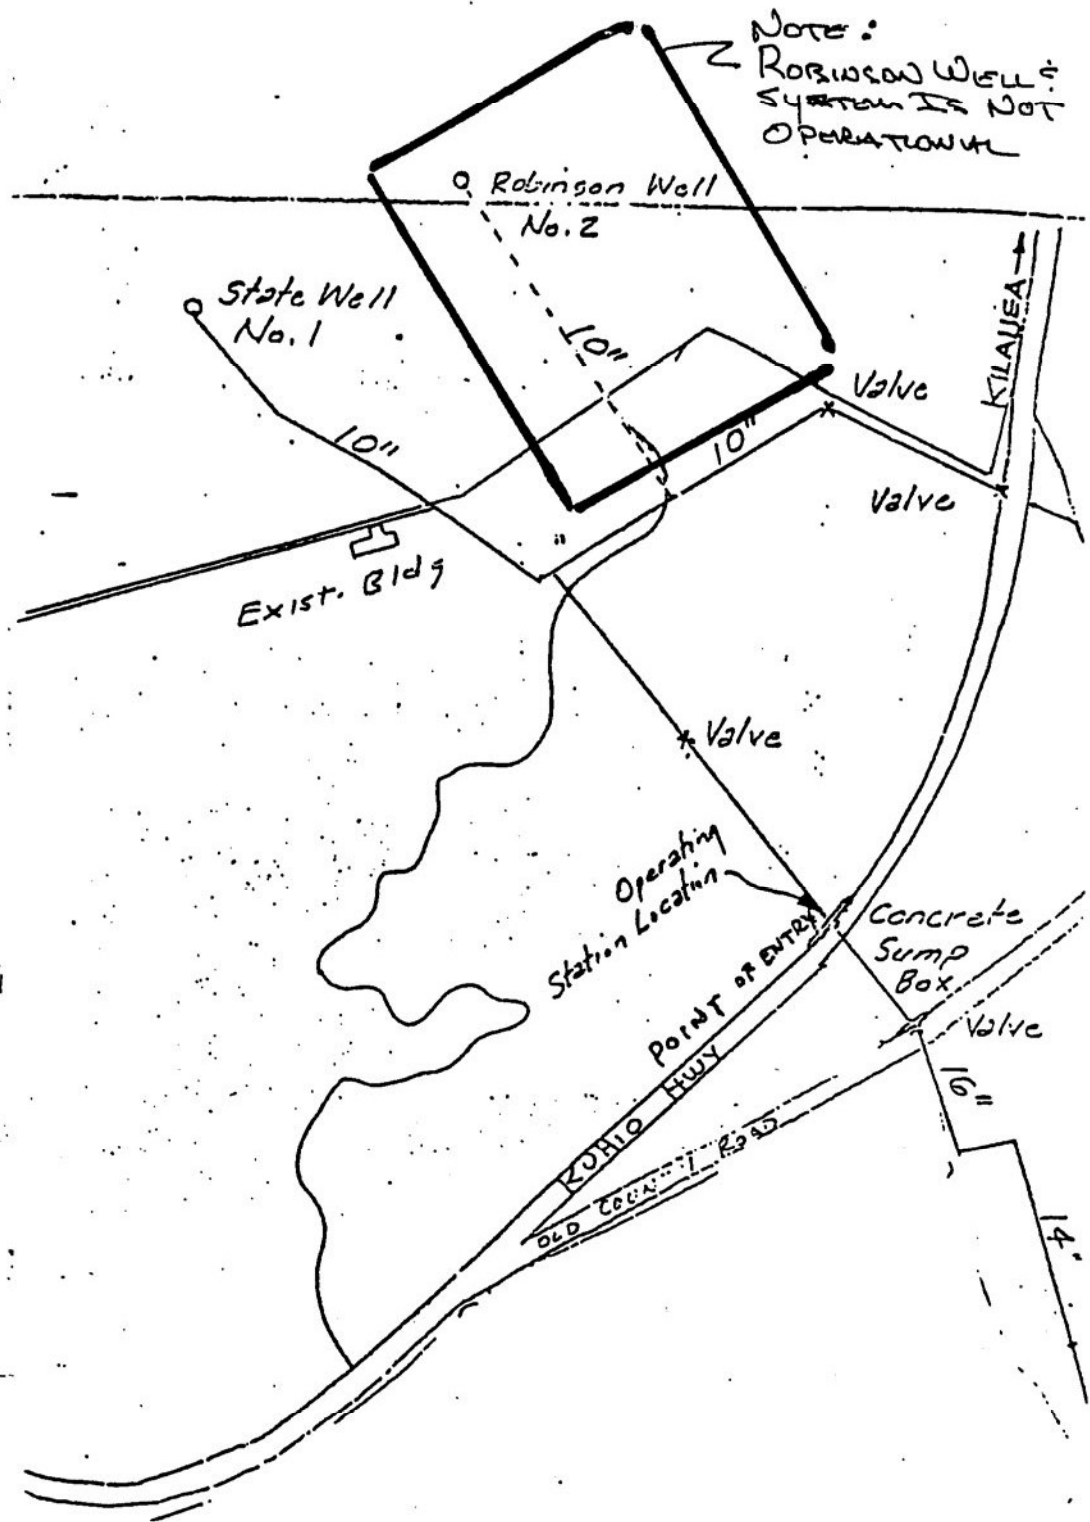 NOTE:
ROBINSON WELL &
SYSTEM IS NOT
OPERATIONAL
Robinson Well
No. 2
State Well
No. 1
10"
KILAUEA
Valve
10"
10"
Valve
Exist. Bldg
Valve
Operating
Station Location
POINT OF ENTRY
Concrete
Sump
Box
Valve
KUHIO HWY
16"
OLD COUNTY ROAD
14"